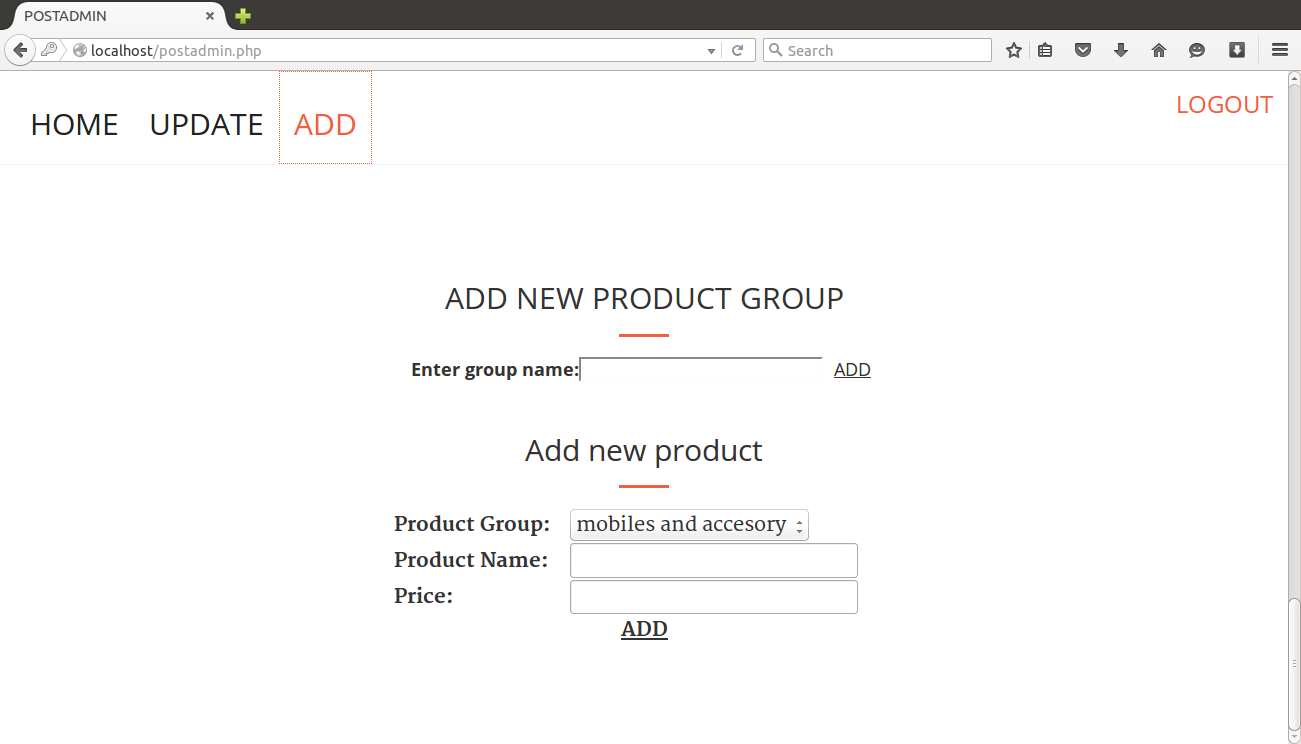 POSTADMIN
localhost/postadmin.php
Search
HOME UPDATE ADD
LOGOUT
ADD NEW PRODUCT GROUP
Enter group name: ADD
Add new product
Product Group: mobiles and accesory
Product Name:
Price:
ADD